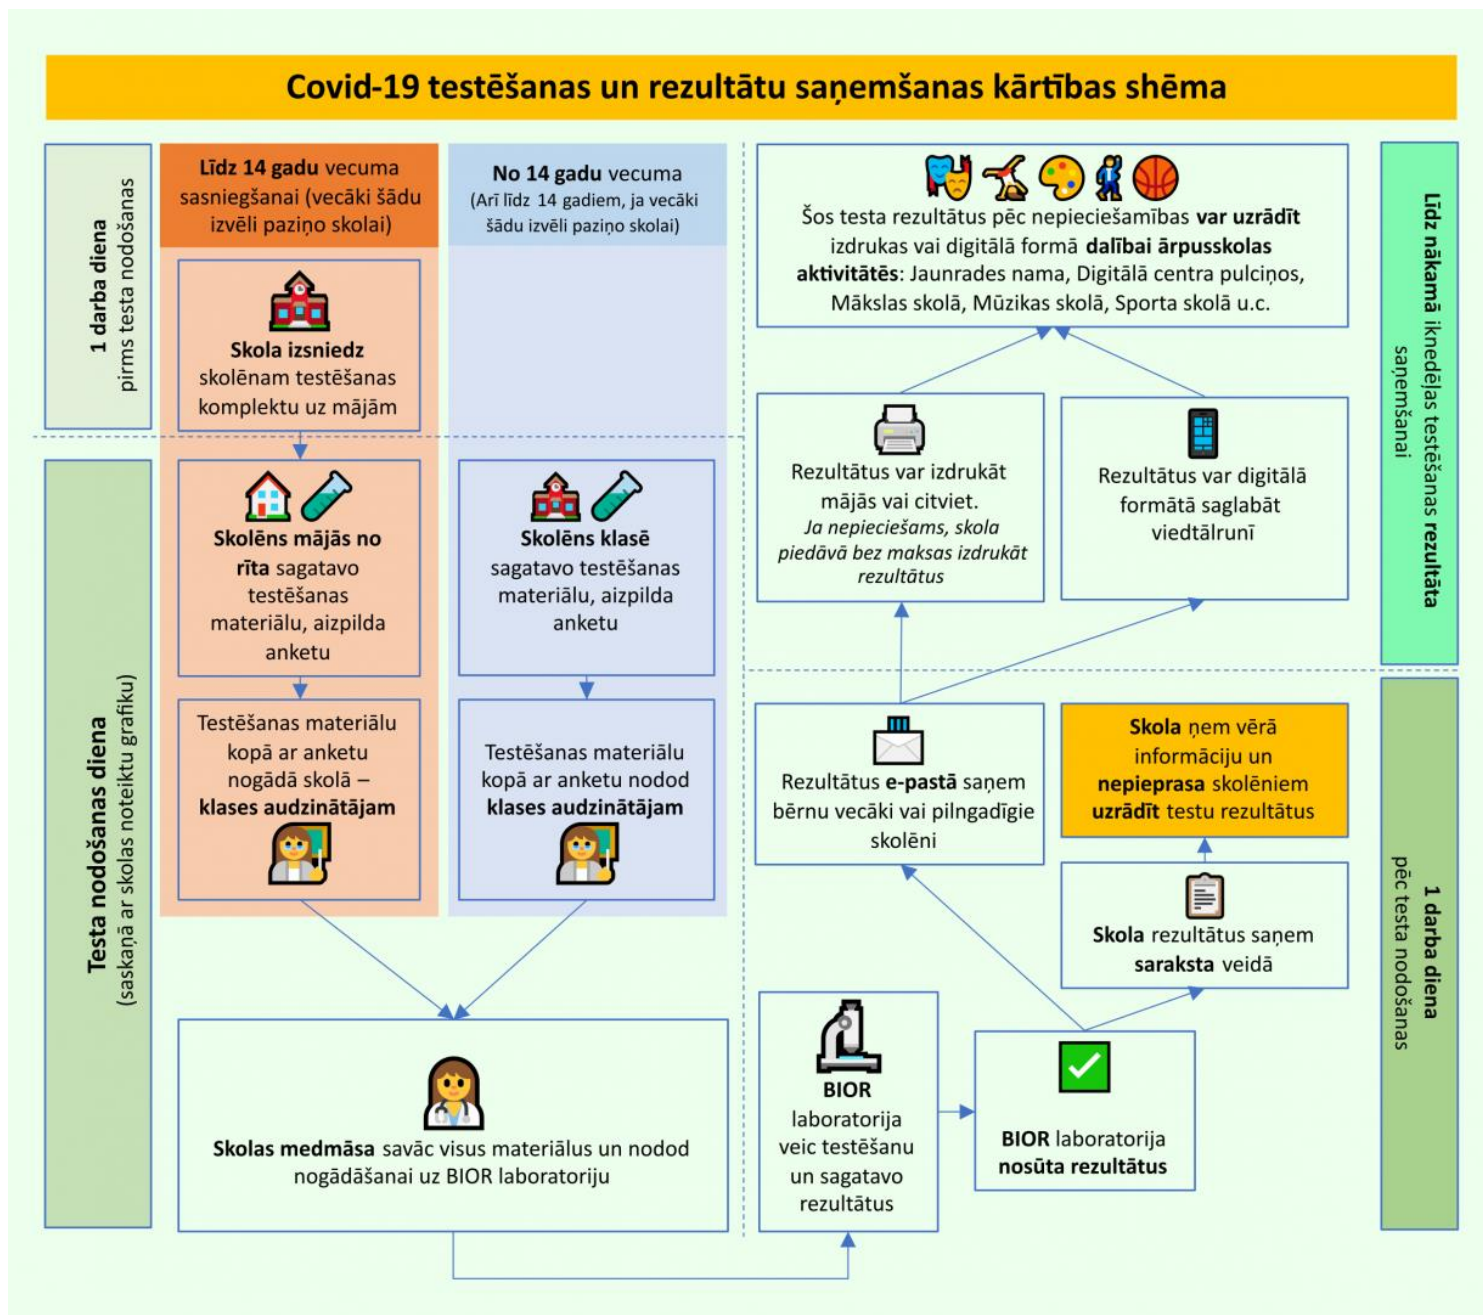 Covid-19 testēšanas un rezultātu saņemšanas kārtības shēma
1 darba diena
pirms testa nodošanas
Līdz 14 gadu vecuma
sasniegšanai (vecāki šādu
izvēli paziņo skolai)
No 14 gadu vecuma
(Arī līdz 14 gadiem, ja vecāki
šādu izvēli paziņo skolai)
Skola izsniedz
skolēnam testēšanas
komplektu uz mājām
Testa nodošanas diena
(saskaņā ar skolas noteiktu grafiku)
Skolēns mājās no
rīta sagatavo
testēšanas
materiālu, aizpilda
anketu
Skolēns klasē
sagatavo testēšanas
materiālu, aizpilda
anketu
Testēšanas materiālu
kopā ar anketu
nogādā skolā –
klases audzinātājam
Testēšanas materiālu
kopā ar anketu nodod
klases audzinātājam
Skolas medmāsa savāc visus materiālus un nodod
nogādāšanai uz BIOR laboratoriju
BIOR
laboratorija
veic testēšanu
un sagatavo
rezultātus
BIOR laboratorija
nosūta rezultātus
1 darba diena
pēc testa nodošanas
Skola rezultātus saņem
saraksta veidā
Skola ņem vērā
informāciju un
nepieprasa skolēniem
uzrādīt testu rezultātus
Rezultātus e-pastā saņem
bērnu vecāki vai pilngadīgie
skolēni
Līdz nākamā iknedēļas testēšanas rezultāta
saņemšanai
Rezultātus var izdrukāt
mājās vai citviet.
Ja nepieciešams, skola
piedāvā bez maksas izdrukāt
rezultātus
Rezultātus var digitālā
formātā saglabāt
viedtālrunī
Šos testa rezultātus pēc nepieciešamības var uzrādīt
izdrukas vai digitālā formā dalībai ārpusskolas
aktivitātēs: Jaunrades nama, Digitālā centra pulciņos,
Mākslas skolā, Mūzikas skolā, Sporta skolā u.c.